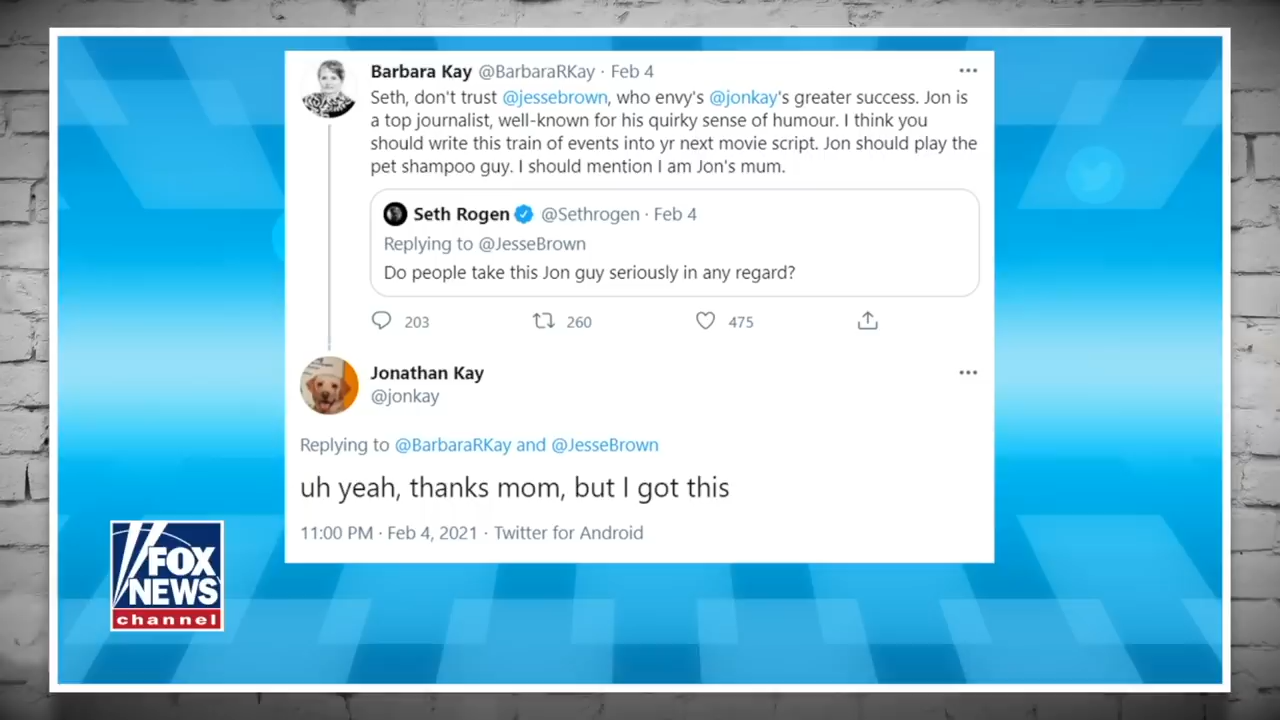 Barbara Kay @BarbaraRKay · Feb 4
Seth, don't trust @jessebrown, who envy's @jonkay's greater success. Jon is
a top journalist, well-known for his quirky sense of humour. I think you
should write this train of events into yr next movie script. Jon should play the
pet shampoo guy. I should mention I am Jon's mum.
Seth Rogen @Sethrogen · Feb 4
Replying to @JesseBrown
Do people take this Jon guy seriously in any regard?
203 260 475
Jonathan Kay
@jonkay
Replying to @BarbaraRKay and @JesseBrown
uh yeah, thanks mom, but I got this
11:00 PM · Feb 4, 2021 · Twitter for Android
FOX
NEWS
channel